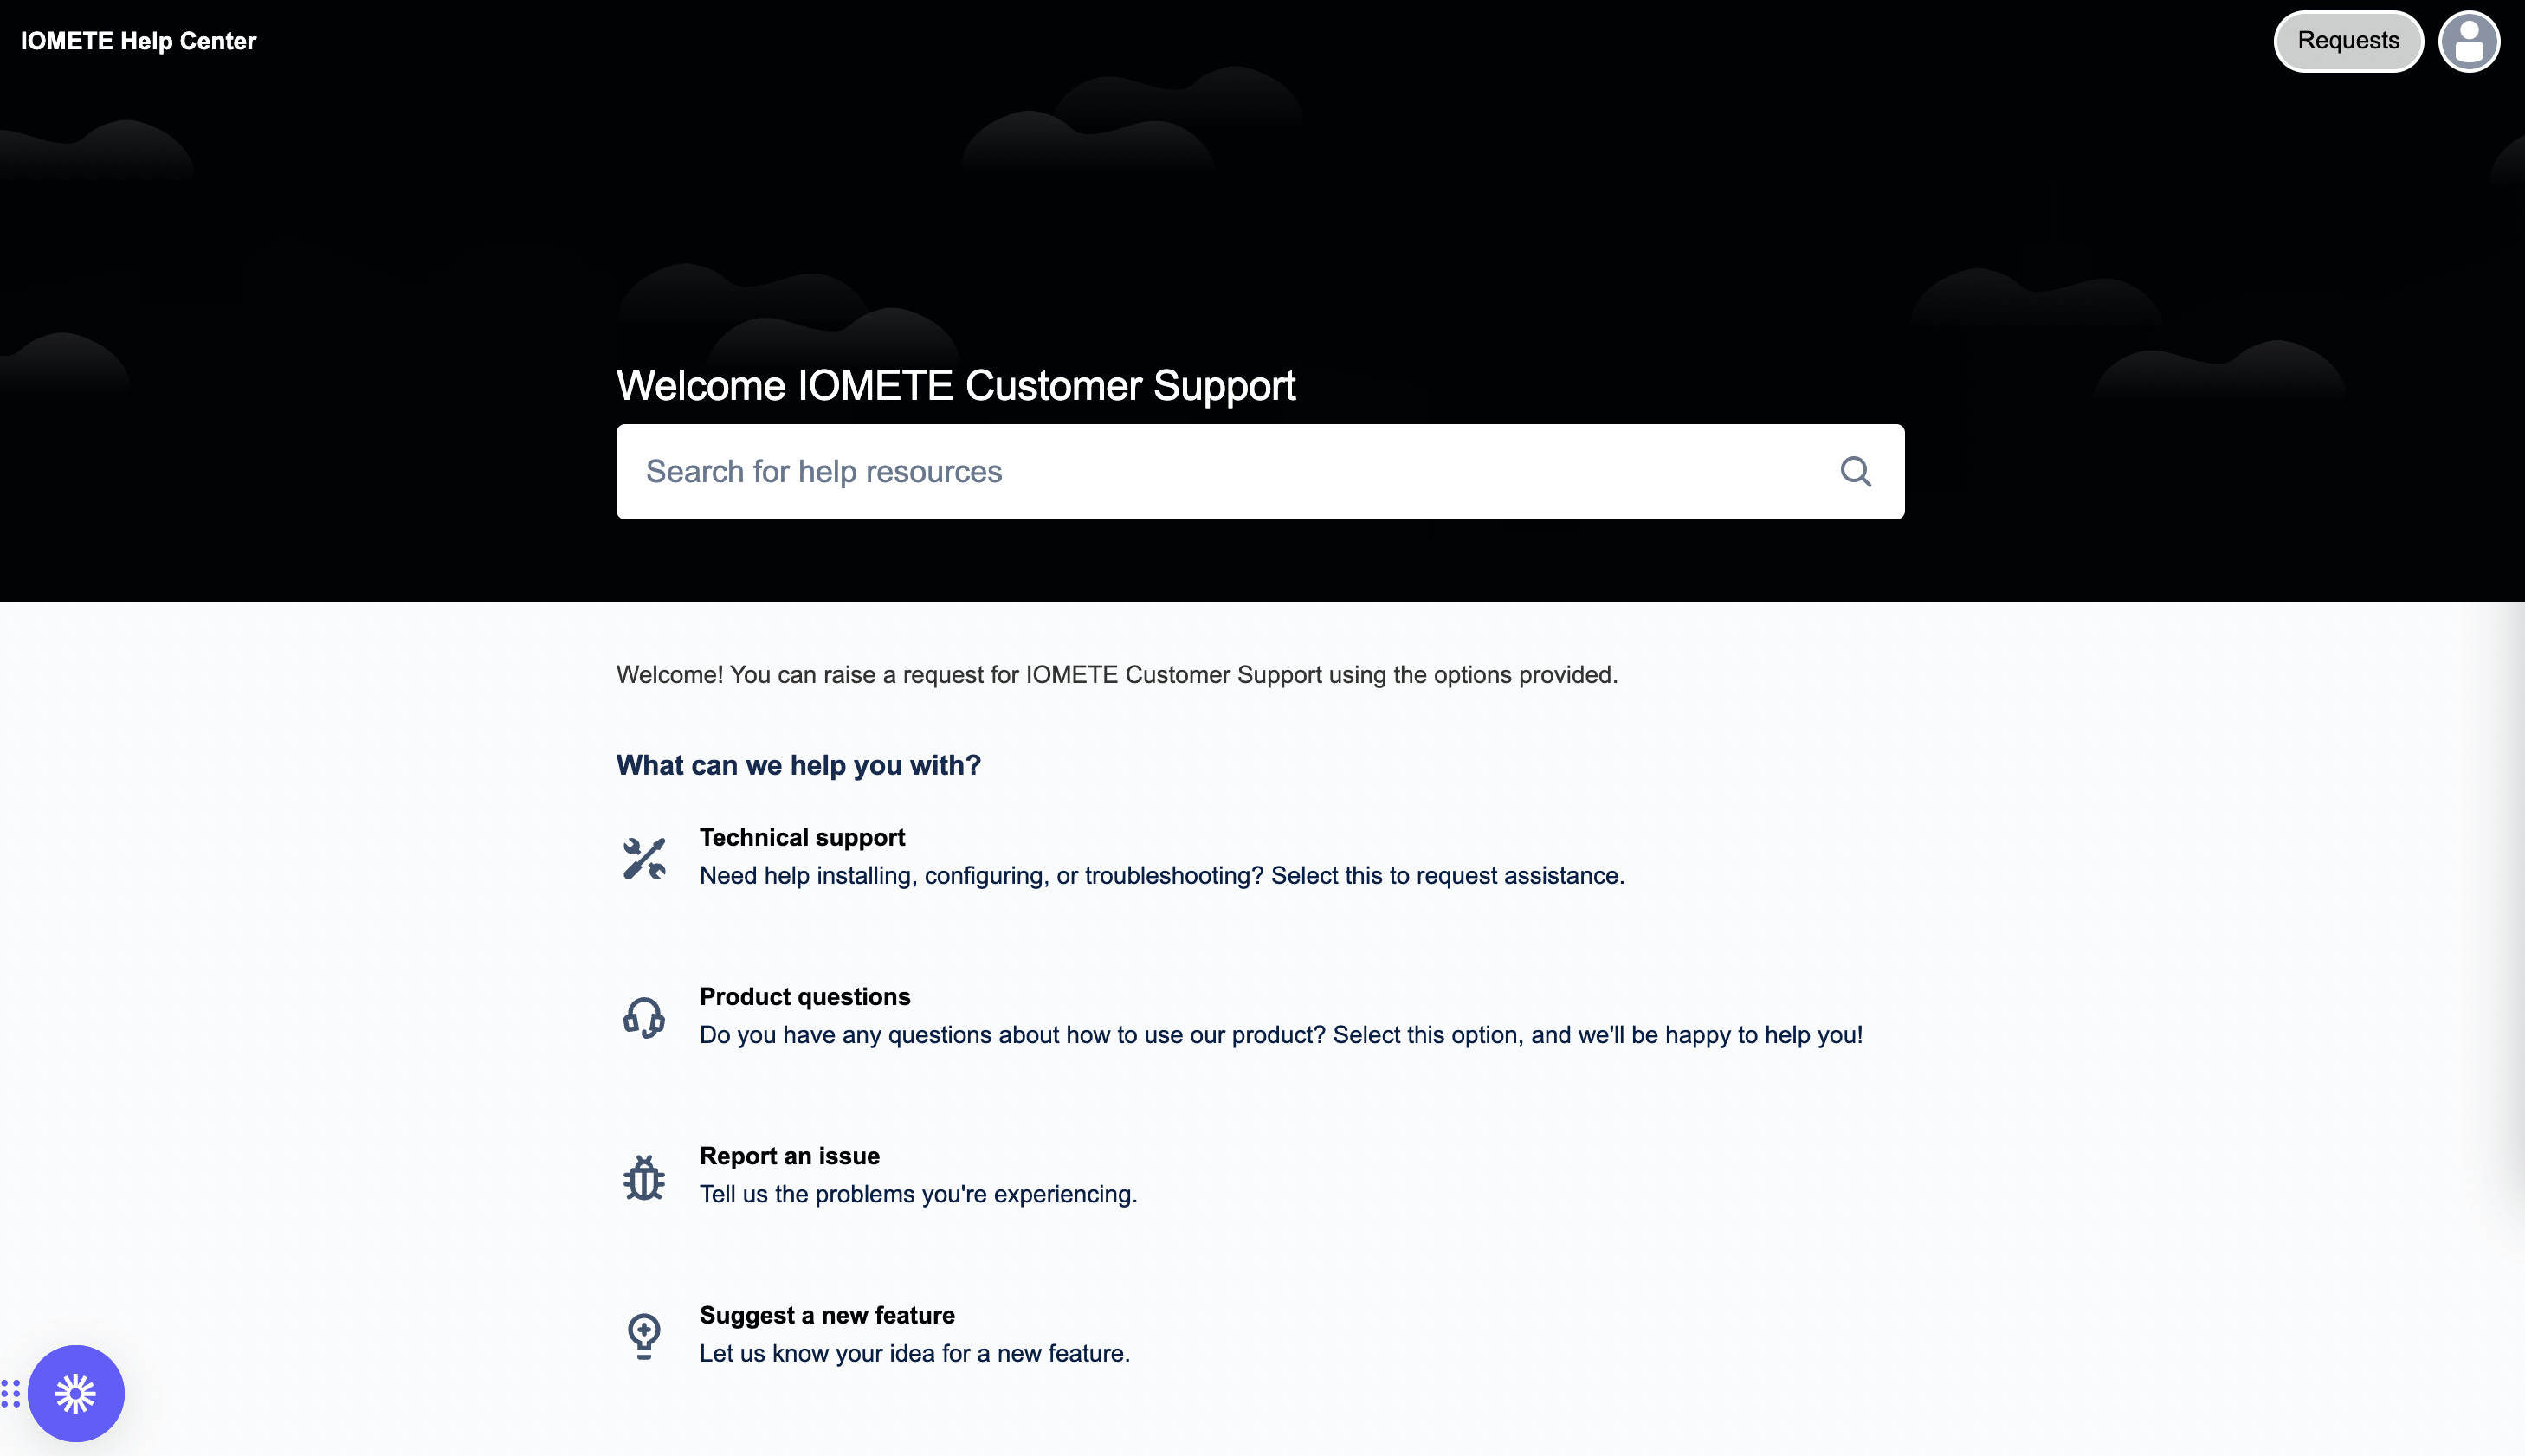 IOMETE Help Center
Requests
Welcome IOMETE Customer Support
Search for help resources
Welcome! You can raise a request for IOMETE Customer Support using the options provided.
What can we help you with?
Technical support
Need help installing, configuring, or troubleshooting? Select this to request assistance.
Product questions
Do you have any questions about how to use our product? Select this option, and we'll be happy to help you!
Report an issue
Tell us the problems you're experiencing.
Suggest a new feature
Let us know your idea for a new feature.